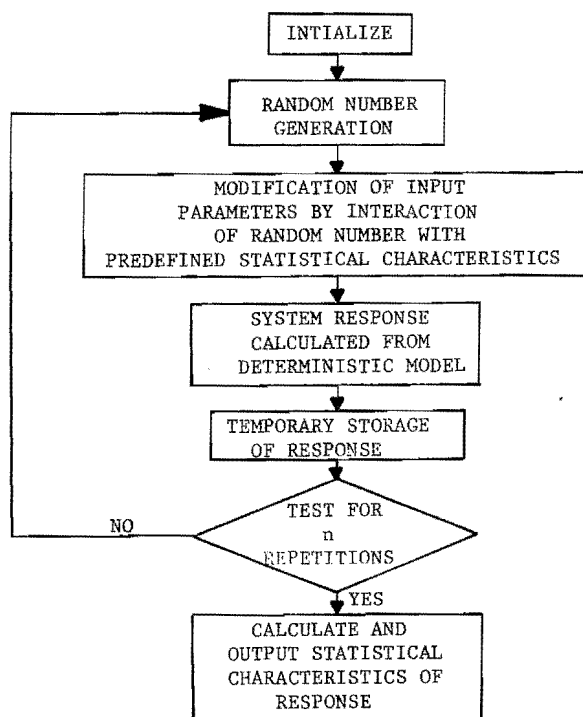 INTIALIZE
RANDOM NUMBER
GENERATION
MODIFICATION OF INPUT
PARAMETERS BY INTERACTION
OF RANDOM NUMBER WITH
PREDEFINED STATISTICAL CHARACTERISTICS
SYSTEM RESPONSE
CALCULATED FROM
DETERMINISTIC MODEL
TEMPORARY STORAGE
OF RESPONSE
TEST FOR
n
REPETITIONS
NO
YES
CALCULATE AND
OUTPUT STATISTICAL
CHARACTERISTICS OF
RESPONSE